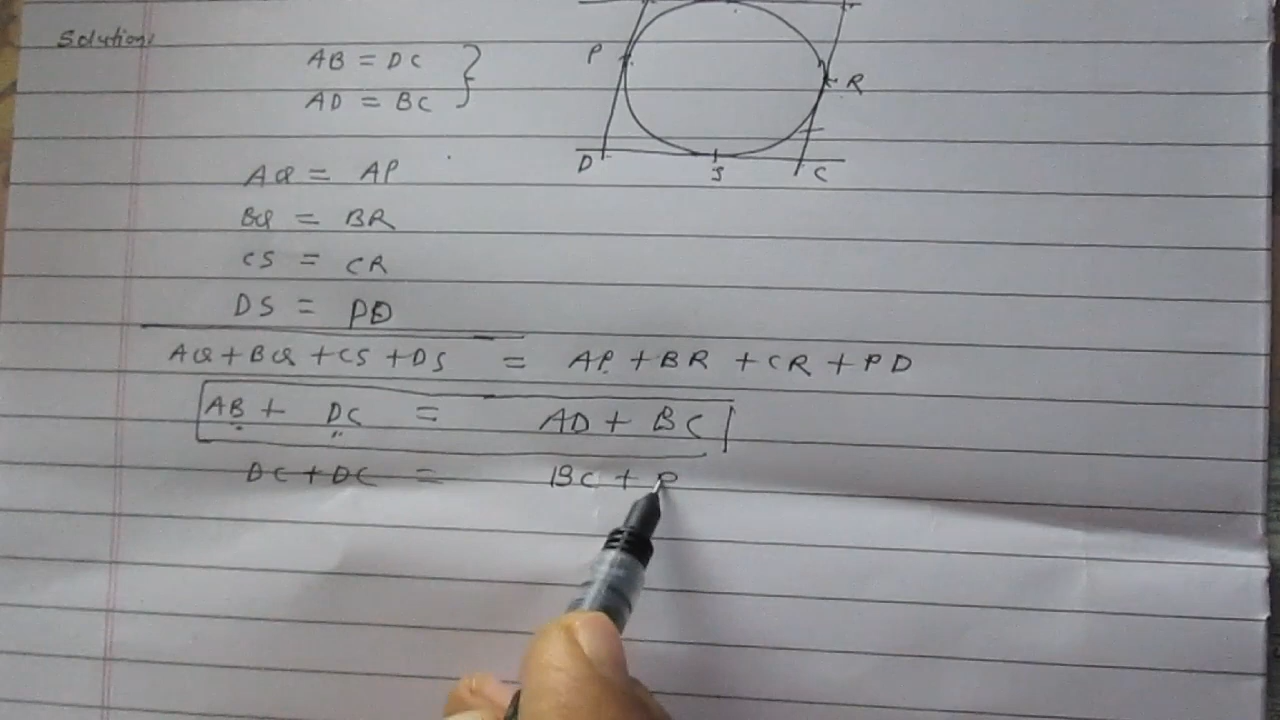 Solution,
AB = DC
AD = BC
P
R
D
S
C
AQ = AP
BQ = BR
CS = CR
DS = PD
AQ + BQ + CS + DS = AP + BR + CR + PD
AB + DC = AD + BC
DC + DC = BC +